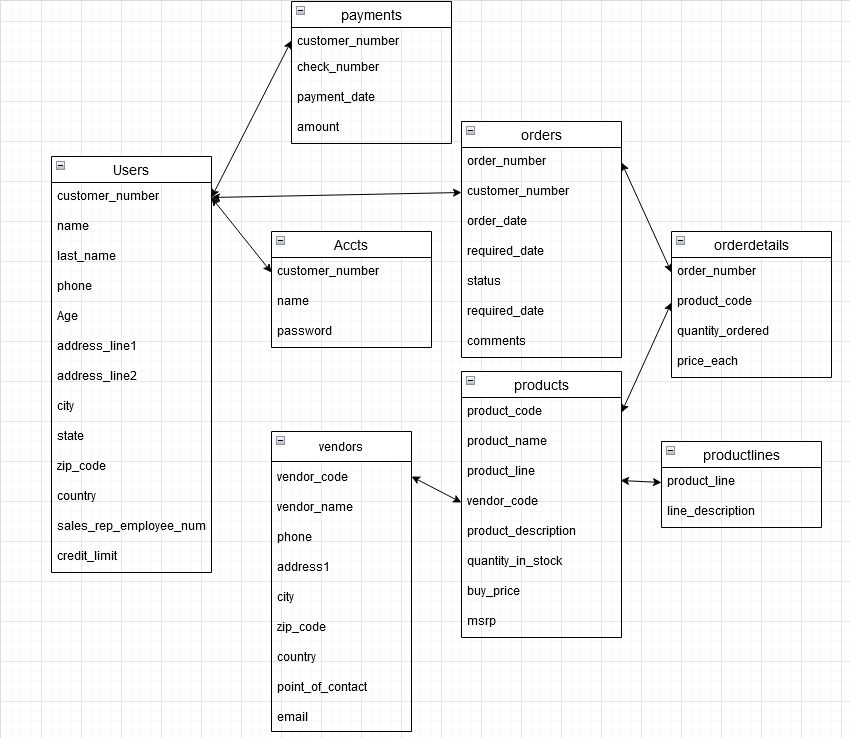 payments
customer_number
check_number
payment_date
amount
Users
customer_number
name
last_name
phone
Age
address_line1
address_line2
city
state
zip_code
country
sales_rep_employee_num
credit_limit
Accts
customer_number
name
password
orders
order_number
customer_number
order_date
required_date
status
required_date
comments
orderdetails
order_number
product_code
quantity_ordered
price_each
products
product_code
product_name
product_line
vendor_code
product_description
quantity_in_stock
buy_price
msrp
productlines
product_line
line_description
vendors
vendor_code
vendor_name
phone
address1
city
zip_code
country
point_of_contact
email